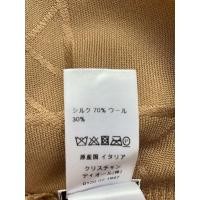 シルク 70% ウール
30%
原産国 イタリア
クリスチャン
ディオール(株)
0120